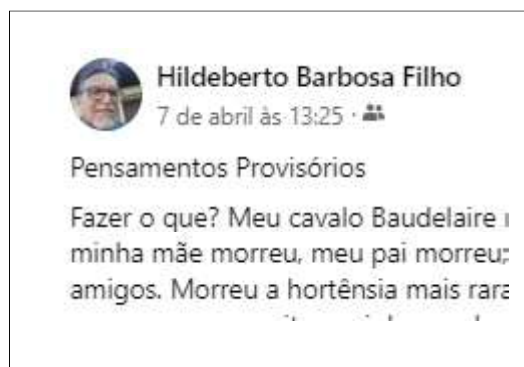 Hildeberto Barbosa Filho
7 de abril às 13:25 ·
Pensamentos Provisórios
Fazer o que? Meu cavalo Baudelaire
minha mãe morreu, meu pai morreu;
amigos. Morreu a hortênsia mais rara